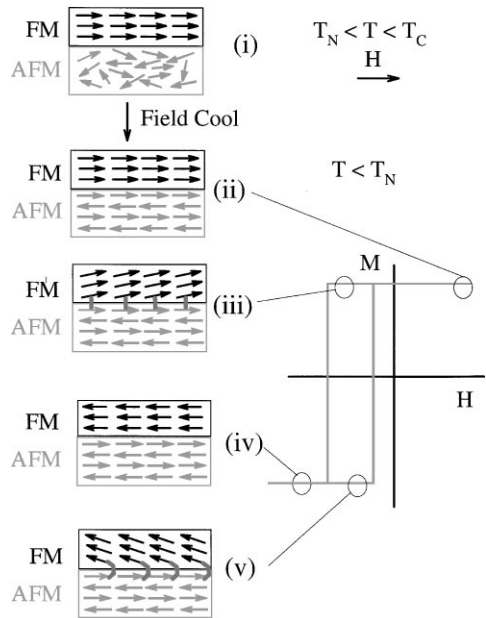 FM
AFM
(i)
T_N < T < T_C
H
Field Cool
FM
AFM
(ii)
T < T_N
M
FM
AFM
(iii)
H
FM
AFM
(iv)
FM
AFM
(v)